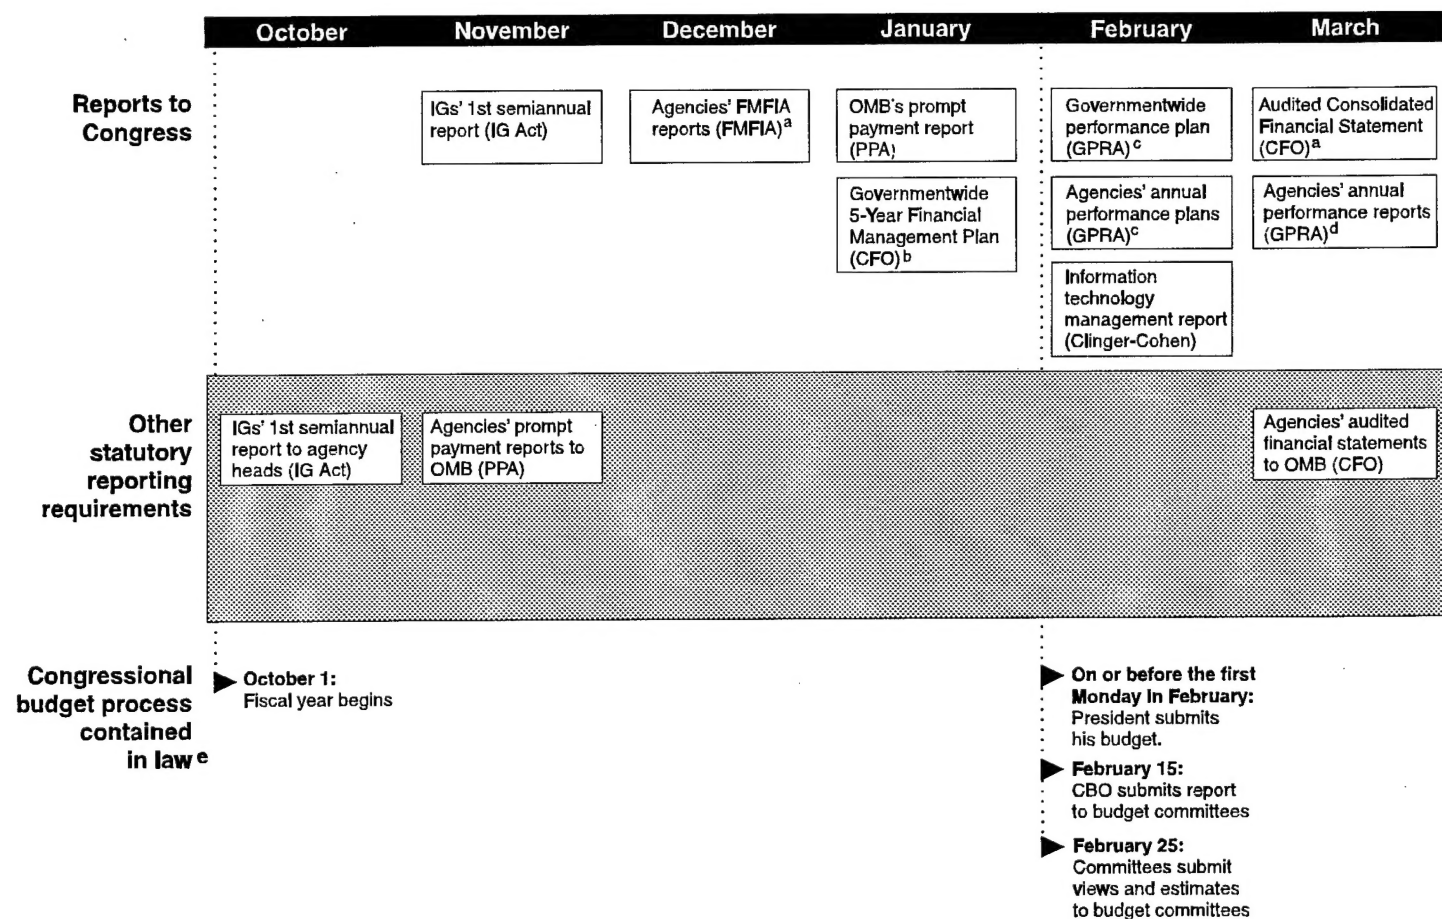 October November December January February March
Reports to
Congress
IGs' 1st semiannual
report (IG Act)
Agencies' FMFIA
reports (FMFIA)a
OMB's prompt
payment report
(PPA)
Governmentwide
5-Year Financial
Management Plan
(CFO)b
Governmentwide
performance plan
(GPRA)c
Agencies' annual
performance plans
(GPRA)c
Information
technology
management report
(Clinger-Cohen)
Audited Consolidated
Financial Statement
(CFO)a
Agencies' annual
performance reports
(GPRA)d
Other
statutory
reporting
requirements
IGs' 1st semiannual
report to agency
heads (IG Act)
Agencies' prompt
payment reports to
OMB (PPA)
Agencies' audited
financial statements
to OMB (CFO)
Congressional
budget process
contained
in law e
October 1:
Fiscal year begins
On or before the first
Monday in February:
President submits
his budget.
February 15:
CBO submits report
to budget committees
February 25:
Committees submit
views and estimates
to budget committees